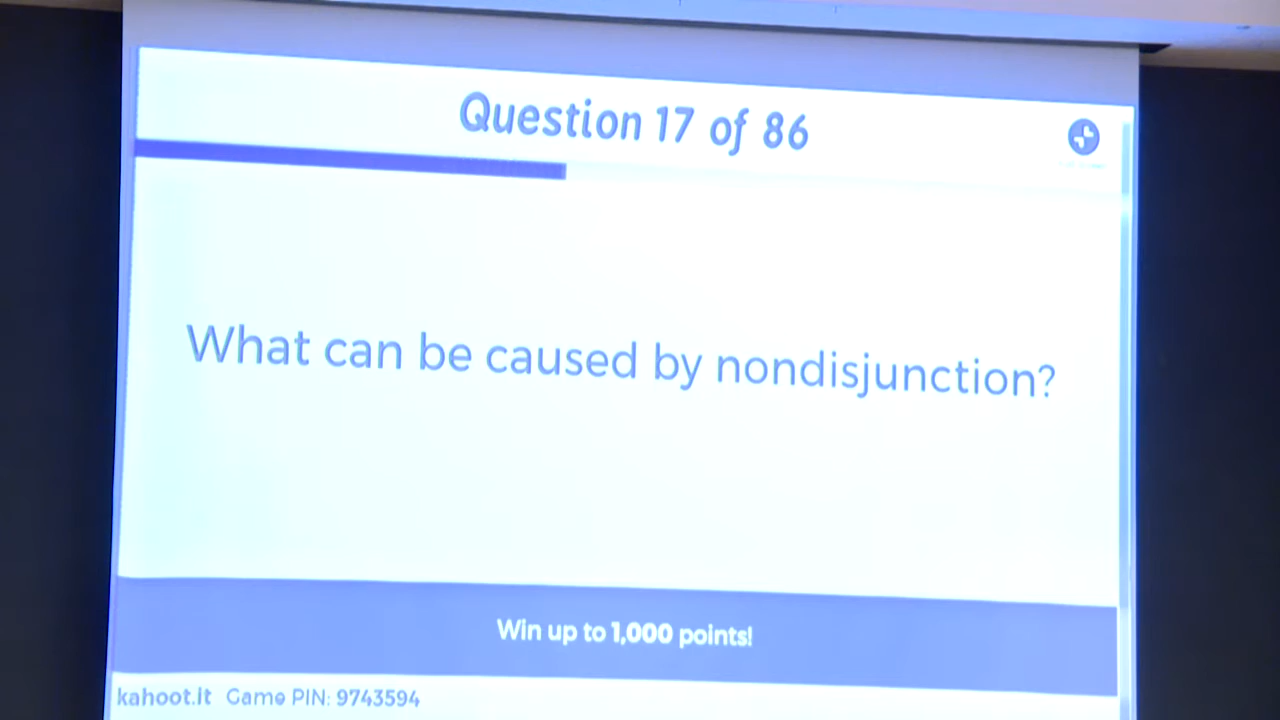 Question 17 of 86
What can be caused by nondisjunction?
Win up to 1,000 points!
kahoot.it Game PIN: 9743594